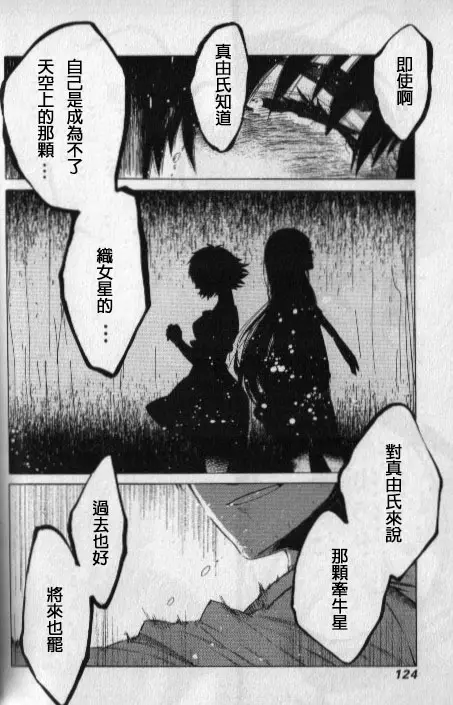 即使啊
真由氏知道
自己是成為不了
天空上的那顆…
織女星的…
對真由氏來說
那顆牽牛星
過去也好
將來也罷
124